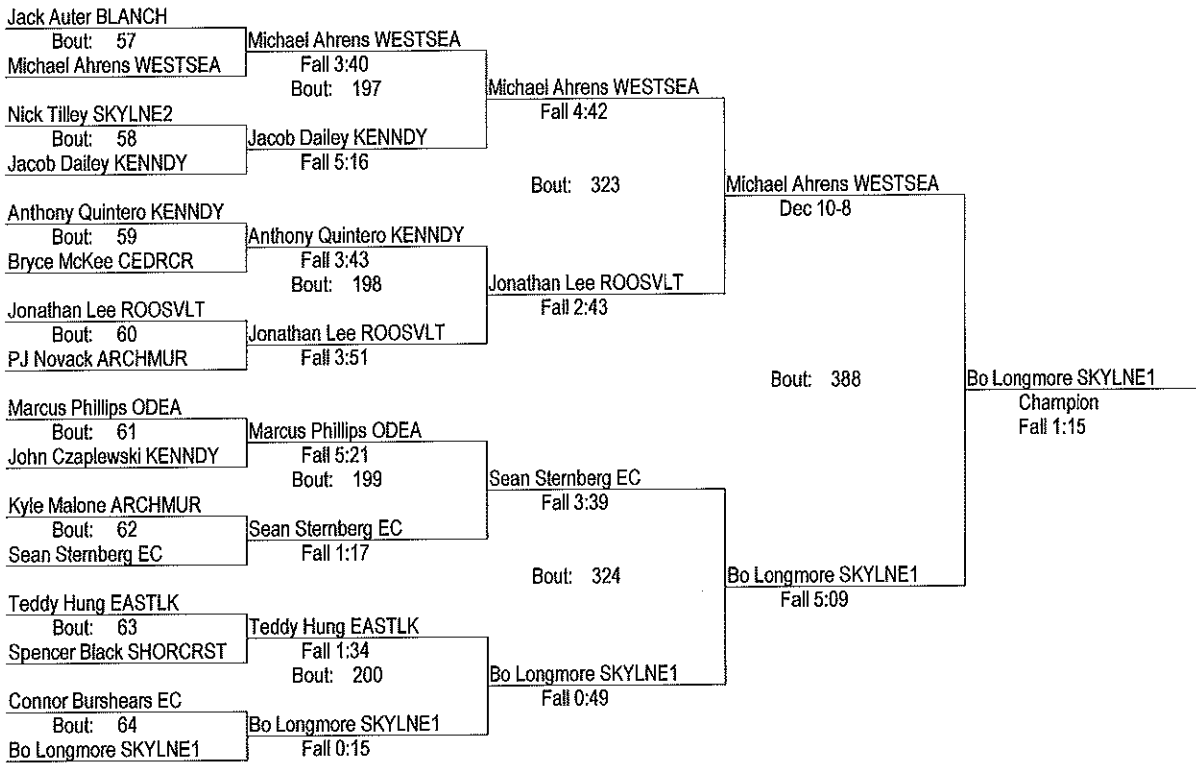 Jack Auter BLANCH
Bout: 57
Michael Ahrens WESTSEA
Nick Tilley SKYLNE2
Bout: 58
Jacob Dailey KENNDY
Anthony Quintero KENNDY
Bout: 59
Bryce McKee CEDRCR
Jonathan Lee ROOSVLT
Bout: 60
PJ Novack ARCHMUR
Marcus Phillips ODEA
Bout: 61
John Czaplewski KENNDY
Kyle Malone ARCHMUR
Bout: 62
Sean Sternberg EC
Teddy Hung EASTLK
Bout: 63
Spencer Black SHORCRST
Connor Burshears EC
Bout: 64
Bo Longmore SKYLNE1
Michael Ahrens WESTSEA
Fall 3:40
Bout: 197
Jacob Dailey KENNDY
Fall 5:16
Anthony Quintero KENNDY
Fall 3:43
Bout: 198
Jonathan Lee ROOSVLT
Fall 3:51
Marcus Phillips ODEA
Fall 5:21
Bout: 199
Sean Sternberg EC
Fall 1:17
Teddy Hung EASTLK
Fall 1:34
Bout: 200
Bo Longmore SKYLNE1
Fall 0:15
Michael Ahrens WESTSEA
Fall 4:42
Bout: 323
Jonathan Lee ROOSVLT
Fall 2:43
Sean Sternberg EC
Fall 3:39
Bout: 324
Bo Longmore SKYLNE1
Fall 0:49
Michael Ahrens WESTSEA
Dec 10-8
Bout: 388
Bo Longmore SKYLNE1
Fall 5:09
Bo Longmore SKYLNE1
Champion
Fall 1:15